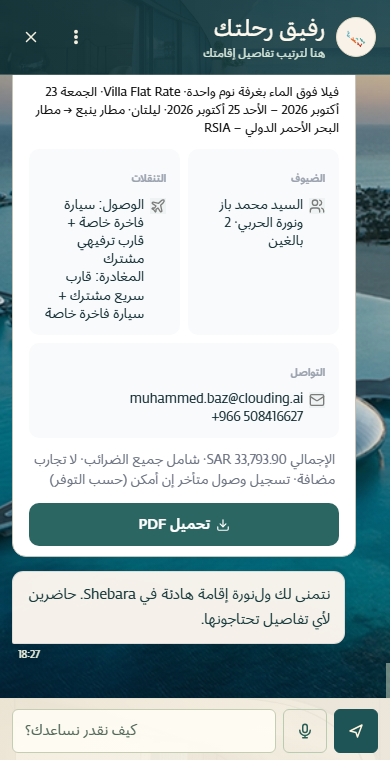 رفيق رحلتك
هنا لترتيب تفاصيل إقامتك
فيلا فوق الماء بغرفة نوم واحدة· Villa Flat Rate· الجمعة 23
أكتوبر 2026 – الأحد 25 أكتوبر 2026· ليلتان· مطار ينبع → مطار
البحر الأحمر الدولي – RSIA
الضيوف
السيد محمد باز
ونورة الحربي· 2
بالغين
التنقلات
الوصول: سيارة
فاخرة خاصة +
قارب ترفيهي
مشترك
المغادرة: قارب
سريع مشترك +
سيارة فاخرة خاصة
التواصل
muhammed.baz@clouding.ai
+966 508416627
الإجمالي SAR 33,793.90· شامل جميع الضرائب· لا تجارب
مضافة· تسجيل وصول متأخر إن أمكن (حسب التوفر)
تحميل PDF
نتمنى لك ولنورة إقامة هادئة في Shebara. حاضرين
لأي تفاصيل تحتاجونها.
18:27
كيف نقدر نساعدك؟